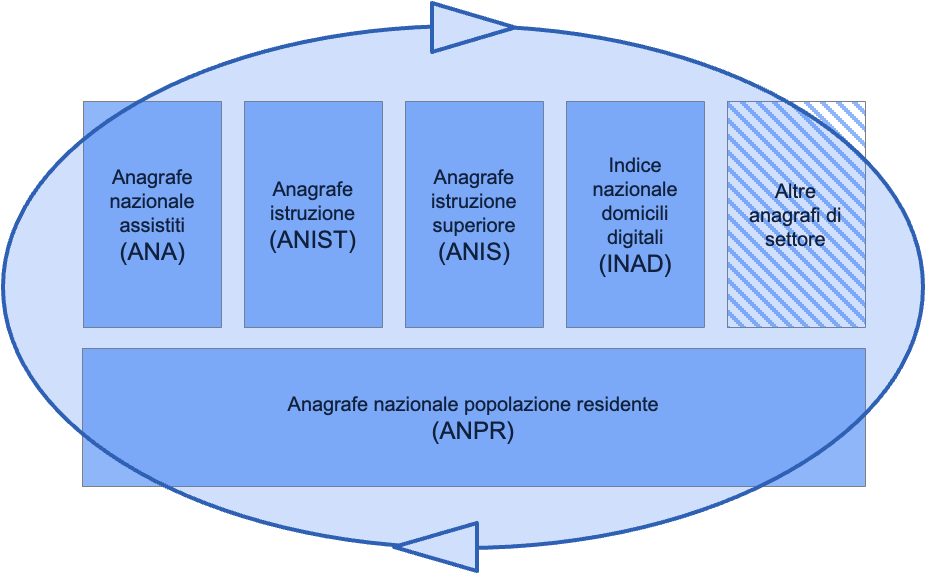 Anagrafe
nazionale
assistiti
(ANA)
Anagrafe
istruzione
(ANIST)
Anagrafe
istruzione
superiore
(ANIS)
Indice
nazionale
domicili
digitali
(INAD)
Altre
anagrafi di
settore
Anagrafe nazionale popolazione residente
(ANPR)